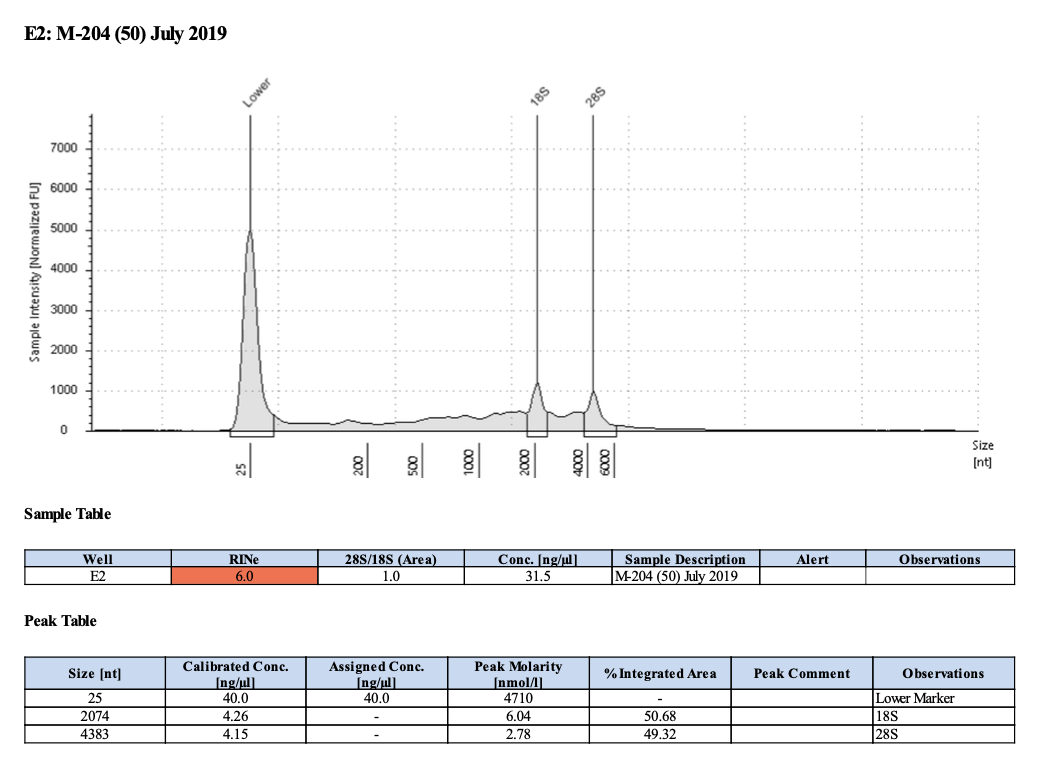 E2: M-204 (50) July 2019
Lower
18S
28S
Sample Intensity [Normalized FU]
7000
6000
5000
4000
3000
2000
1000
0
25
200
500
1000
2000
4000
6000
Size
[nt]
Sample Table
Well RINe 28S/18S (Area) Conc. [ng/µl] Sample Description Alert Observations
E2 6.0 1.0 31.5 M-204 (50) July 2019
Peak Table
Size [nt] Calibrated Conc. [ng/µl] Assigned Conc. [ng/µl] Peak Molarity [nmol/l] % Integrated Area Peak Comment Observations
25 40.0 40.0 4710 - Lower Marker
2074 4.26 - 6.04 50.68 18S
4383 4.15 - 2.78 49.32 28S